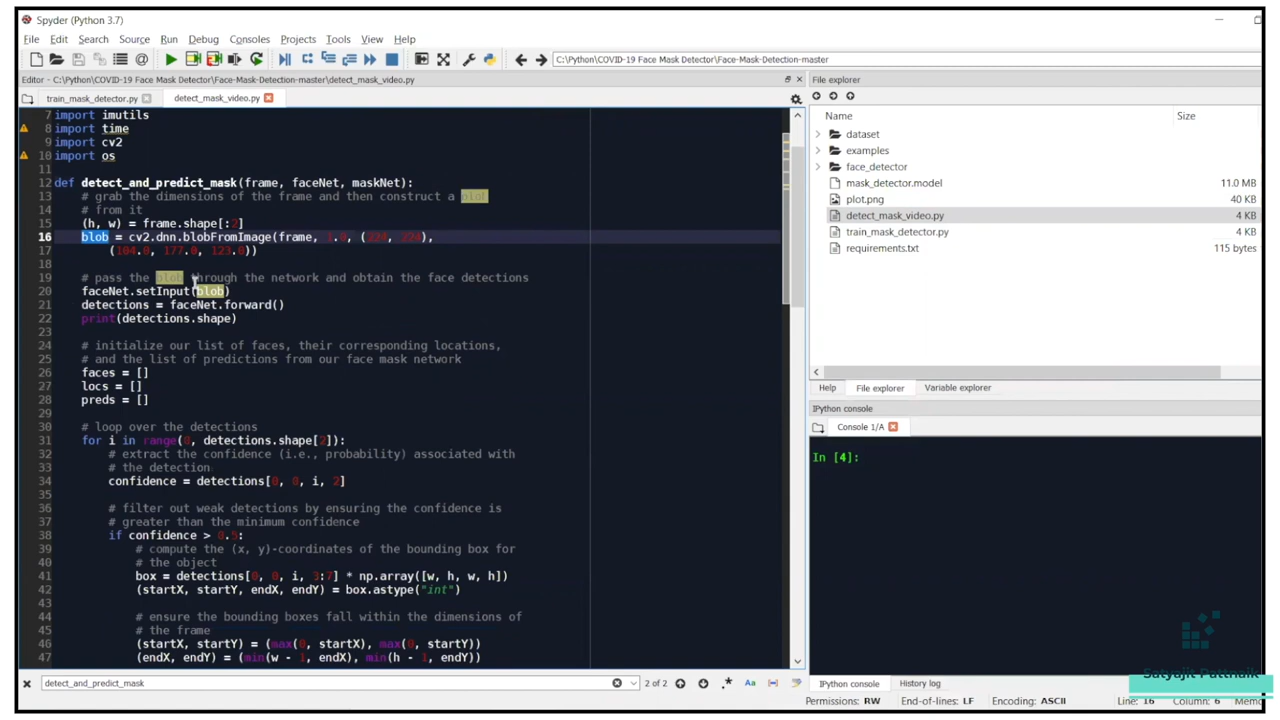 Spyder (Python 3.7)
File Edit Search Source Run Debug Consoles Projects Tools View Help
C:\Python\COVID-19 Face Mask Detector\Face-Mask-Detection-master
Editor - C:\Python\COVID-19 Face Mask Detector\Face-Mask-Detection-master\detect_mask_video.py
train_mask_detector.py detect_mask_video.py
7 import imutils
8 import time
9 import cv2
10 import os
11
12 def detect_and_predict_mask(frame, faceNet, maskNet):
13 # grab the dimensions of the frame and then construct a blob
14 # from it
15 (h, w) = frame.shape[:2]
16 blob = cv2.dnn.blobFromImage(frame, 1.0, (224, 224),
17 (104.0, 177.0, 123.0))
18
19 # pass the blob through the network and obtain the face detections
20 faceNet.setInput(blob)
21 detections = faceNet.forward()
22 print(detections.shape)
23
24 # initialize our list of faces, their corresponding locations,
25 # and the list of predictions from our face mask network
26 faces = []
27 locs = []
28 preds = []
29
30 # loop over the detections
31 for i in range(0, detections.shape[2]):
32 # extract the confidence (i.e., probability) associated with
33 # the detection
34 confidence = detections[0, 0, i, 2]
35
36 # filter out weak detections by ensuring the confidence is
37 # greater than the minimum confidence
38 if confidence > 0.5:
39 # compute the (x, y)-coordinates of the bounding box for
40 # the object
41 box = detections[0, 0, i, 3:7] * np.array([w, h, w, h])
42 (startX, startY, endX, endY) = box.astype("int")
43
44 # ensure the bounding boxes fall within the dimensions of
45 # the frame
46 (startX, startY) = (max(0, startX), max(0, startY))
47 (endX, endY) = (min(w - 1, endX), min(h - 1, endY))
detect_and_predict_mask 2 of 2 .* Aa
File explorer
Name Size
dataset
examples
face_detector
mask_detector.model 11.0 MB
plot.png 40 KB
detect_mask_video.py 4 KB
train_mask_detector.py 4 KB
requirements.txt 115 bytes
Help File explorer Variable explorer
IPython console
Console 1/A
In [4]:
Satyajit Pattnaik
IPython console History log
Permissions: RW End-of-lines: LF Encoding: ASCII Line: 16 Column: 6 Memo